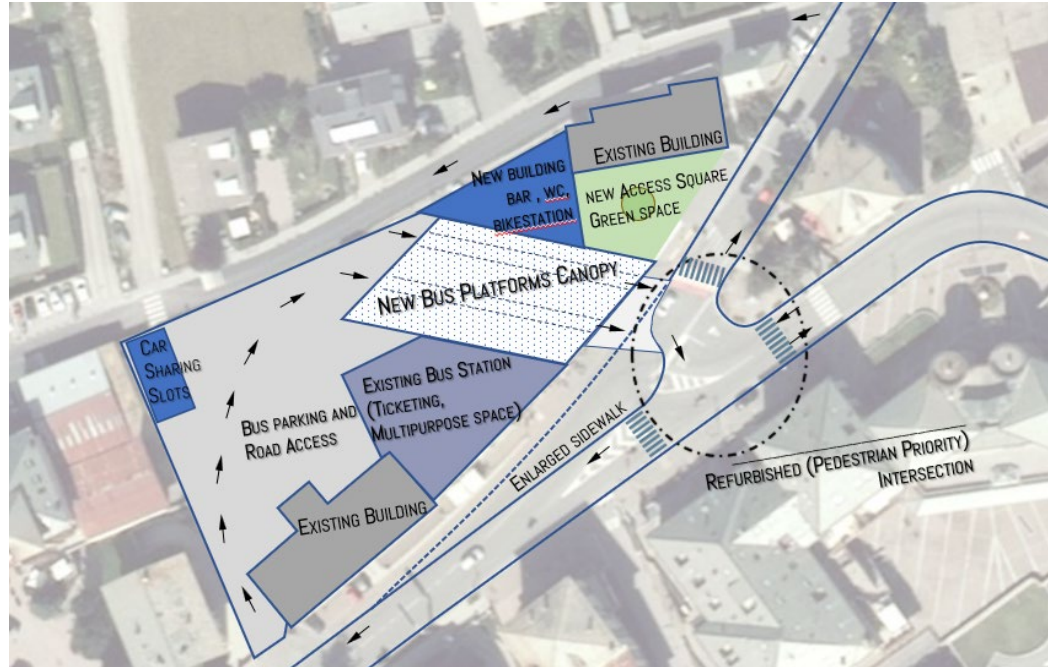 Existing Building
New building
bar , wc,
bikestation
new Access Square
Green space
New Bus Platforms Canopy
Car
Sharing
Slots
Existing Bus Station
(Ticketing,
Multipurpose space)
Bus parking and
Road Access
Enlarged sidewalk
Refurbished (Pedestrian Priority)
Intersection
Existing Building